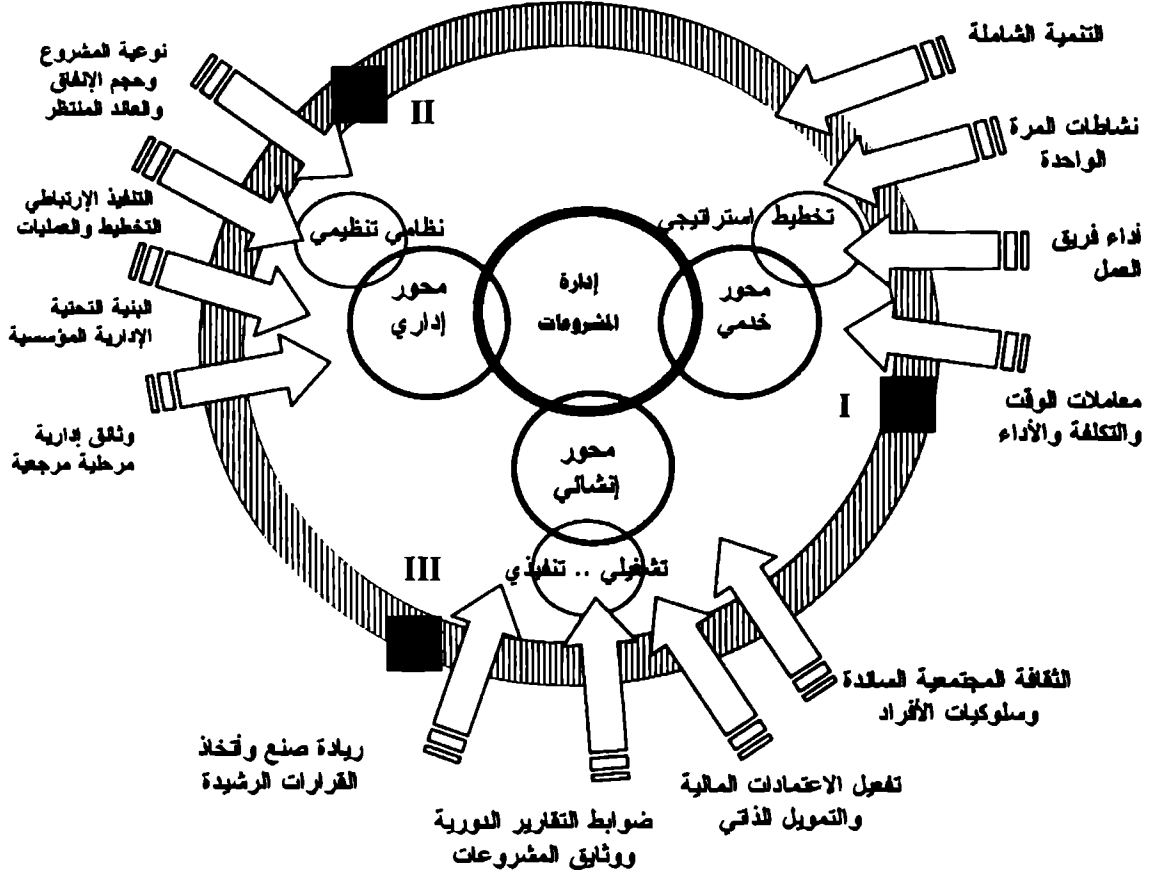 التنمية الشاملة
نشاطات المرة
الواحدة
أداء فريق
العمل
معاملات الوقت
والتكلفة والأداء
نوعية المشروع
وحجم الإنفاق
والعائد المنتظر
التنفيذ الإرتباطي
التخطيط والعمليات
البنية التحتية
الإدارية المؤسسية
وثائق إدارية
مرحلية مرجعية
II
I
III
تخطيط استراتيجي
محور
خدمي
إدارة
المشروعات
نظامي تنظيمي
محور
إداري
محور
إنشائي
تشغيلي .. تنفيذي
الثقافة المجتمعية السائدة
وسلوكيات الأفراد
تفعيل الاعتمادات المالية
والتمويل الذاتي
ضوابط التقارير الدورية
ووثايق المشروعات
ريادة صنع وأتخاذ
القرارات الرشيدة